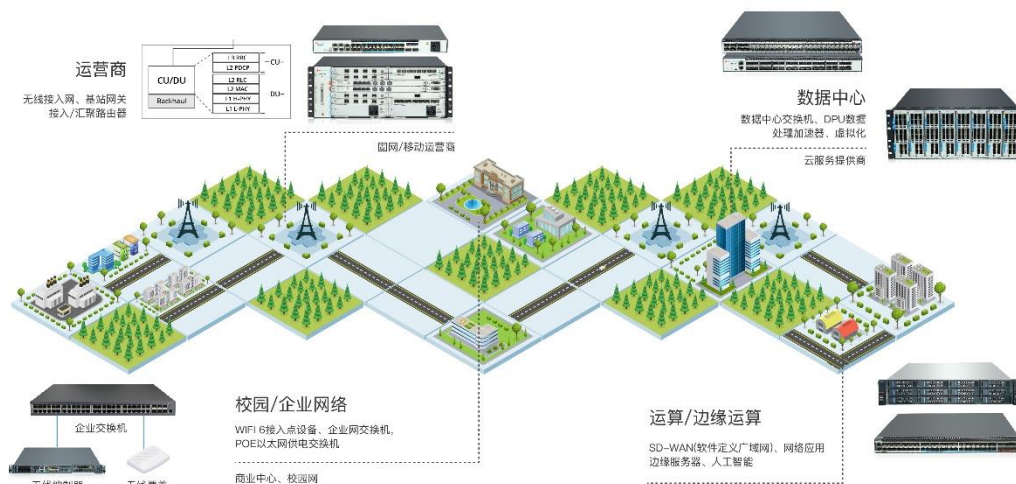 运营商
无线接入网、基站网关
接入/汇聚路由器
CU/DU
Backhaul
L3 RRC
L2 PDCP
L2 RLC
L2 MAC
L1 H-PHY
L1 L-PHY
CU
DU
固网/移动运营商
数据中心
数据中心交换机、DPU数据
处理加速器、虚拟化
云服务提供商
企业交换机
校园/企业网络
WIFI 6接入点设备、企业网交换机,
POE以太网供电交换机
商业中心、校园网
运算/边缘运算
SD-WAN(软件定义广域网)、网络应用
边缘服务器、人工智能